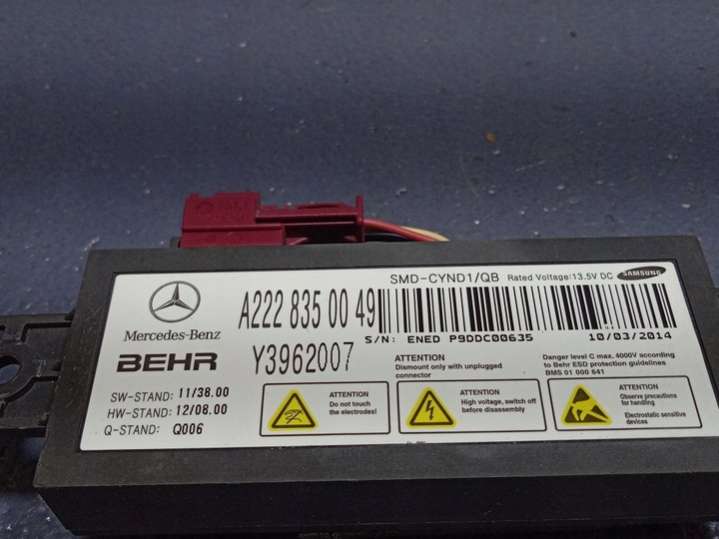 SMD-CYND1/QB Rated Voltage:13.5V DC SAMSUNG
A222 835 00 49
S/N: ENED P9DDC00635 10/03/2014
Mercedes-Benz
BEHR
Y3962007
SW-STAND: 11/38.00
HW-STAND: 12/08.00
Q-STAND: Q006
ATTENTION
Dismount only with unplugged
connector
Danger level C max. 4000V according
to Behr ESD protection guidelines
BMS 01 000 641
ATTENTION
Do not touch
the electrodes!
ATTENTION
High voltage, switch off
before disassembly
ATTENTION
Observe precautions
for handling
Electrostatic sensitive
devices